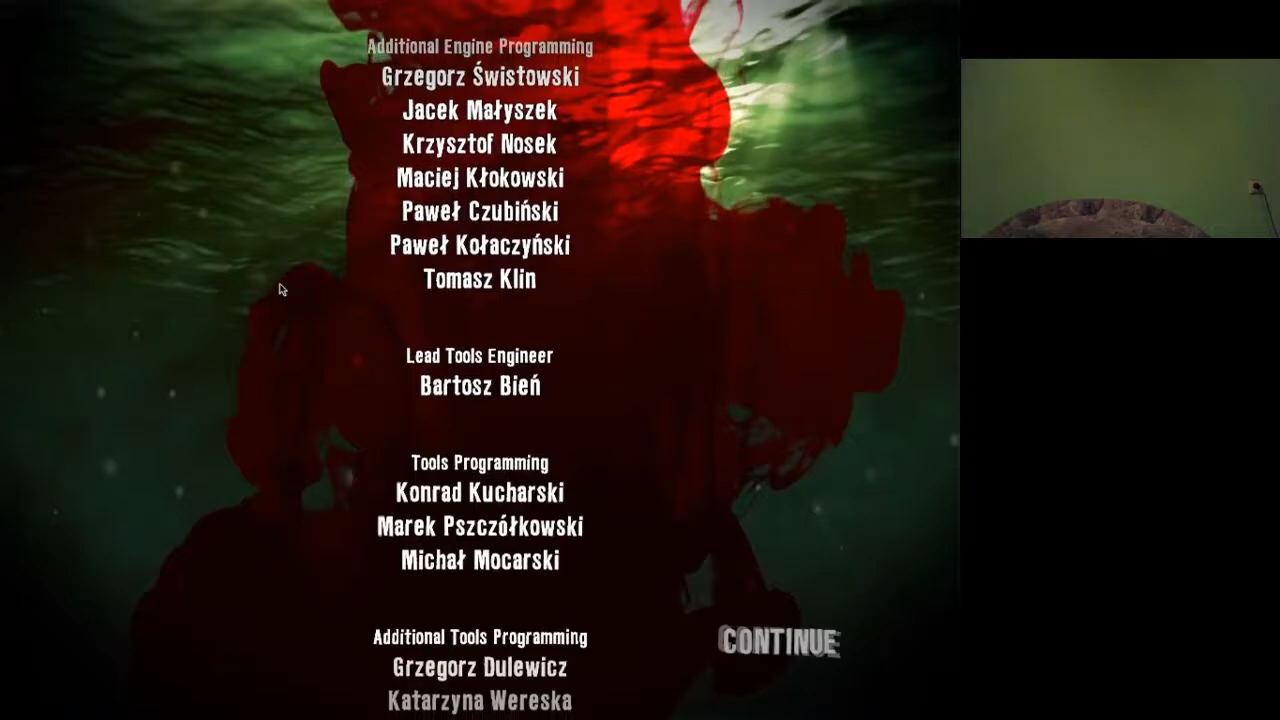 Additional Engine Programming
Grzegorz Świstowski
Jacek Małyszek
Krzysztof Nosek
Maciej Kłokowski
Paweł Czubiński
Paweł Kołaczyński
Tomasz Klin
Lead Tools Engineer
Bartosz Bień
Tools Programming
Konrad Kucharski
Marek Pszczółkowski
Michał Mocarski
Additional Tools Programming
Grzegorz Dulewicz
Katarzyna Wereska
CONTINUE